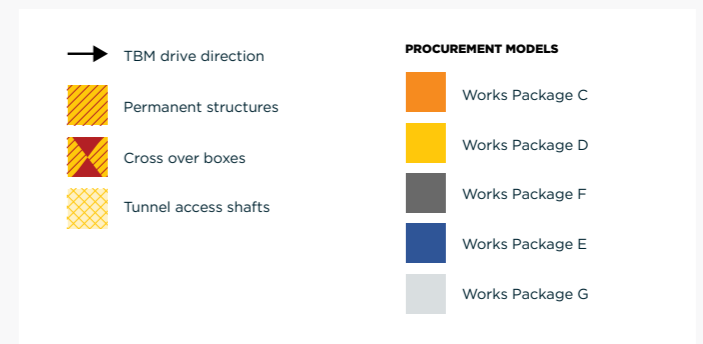 TBM drive direction
Permanent structures
Cross over boxes
Tunnel access shafts
PROCUREMENT MODELS
Works Package C
Works Package D
Works Package F
Works Package E
Works Package G